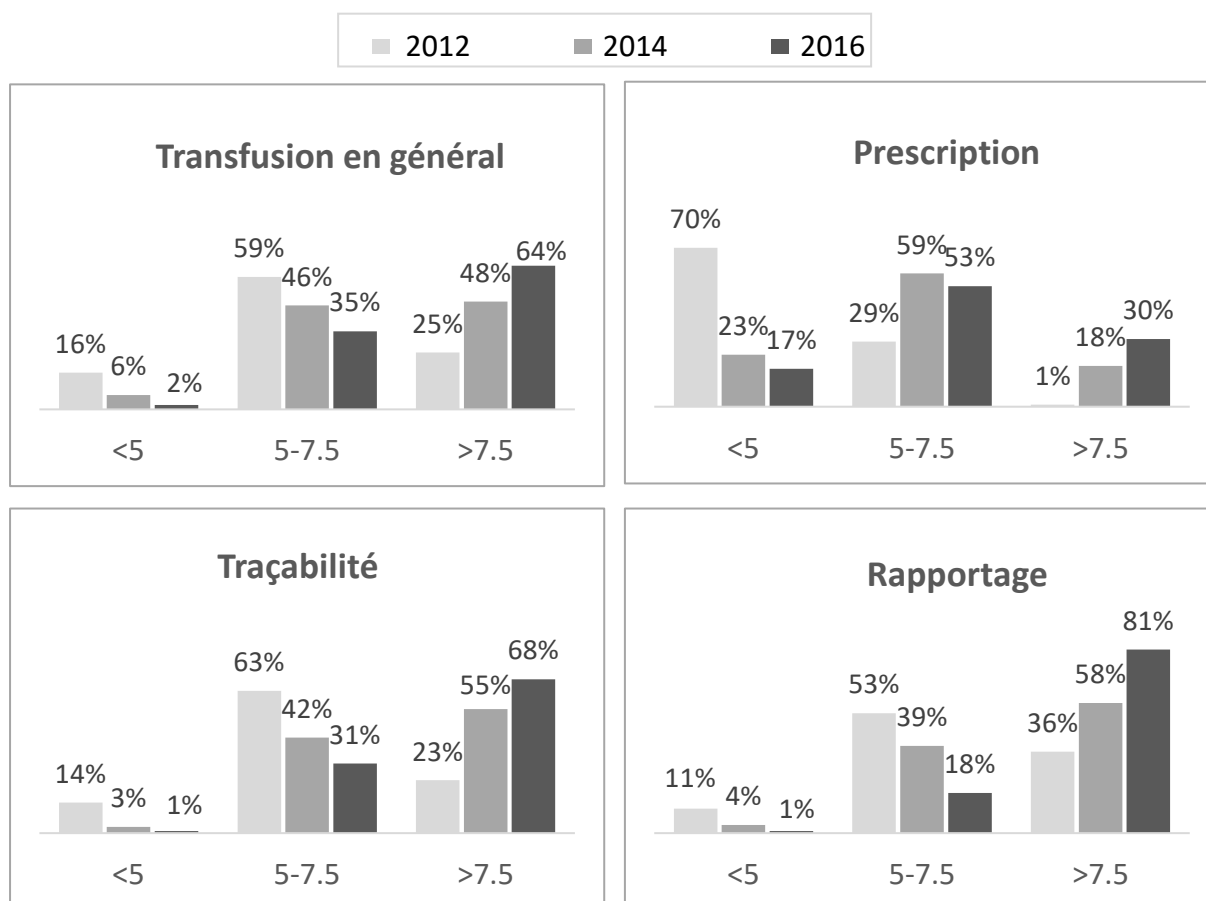 2012 2014 2016
Transfusion en général
16% 6% 2% 59% 46% 35% 25% 48% 64%
<5 5-7.5 >7.5
Prescription
70% 23% 17% 29% 59% 53% 1% 18% 30%
<5 5-7.5 >7.5
Traçabilité
14% 3% 1% 63% 42% 31% 23% 55% 68%
<5 5-7.5 >7.5
Rapportage
11% 4% 1% 53% 39% 18% 36% 58% 81%
<5 5-7.5 >7.5